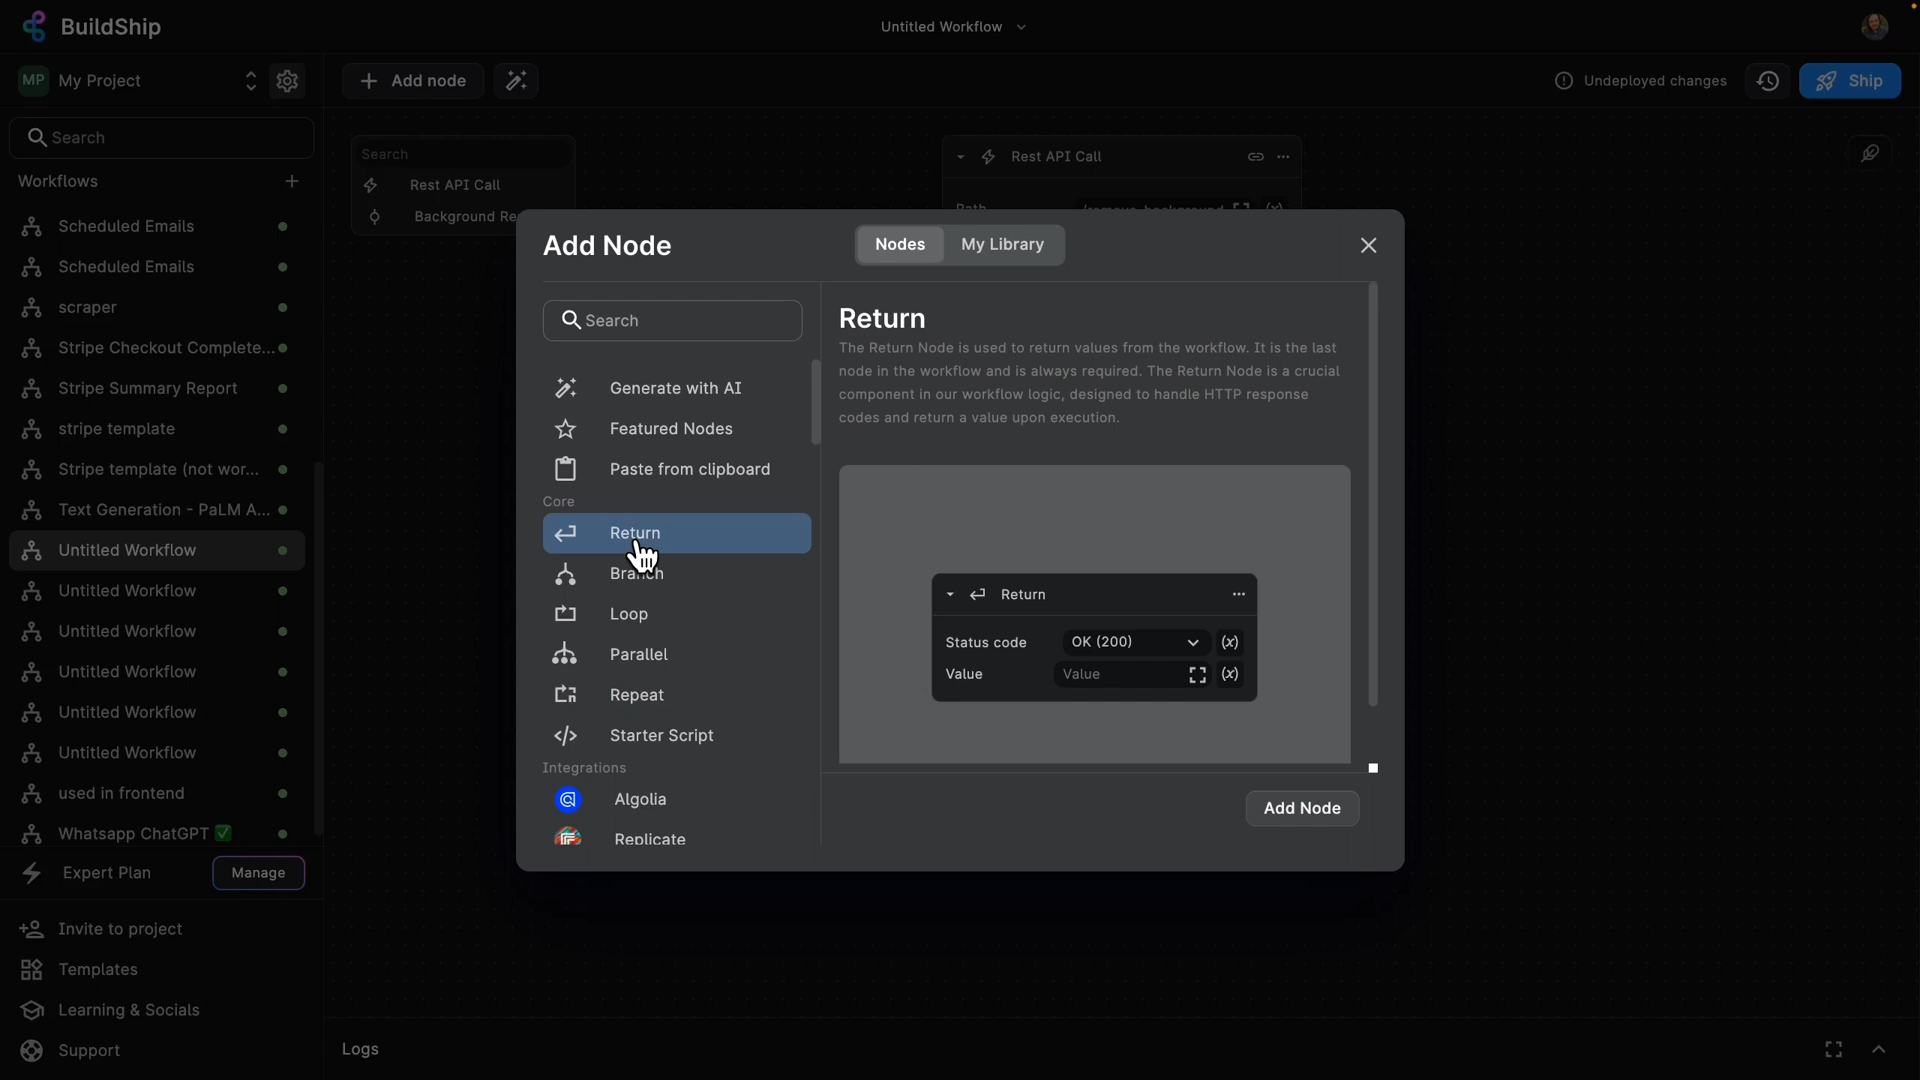 BuildShip
Untitled Workflow
MP My Project
Add node
Undeployed changes
Ship
Search
Workflows
Scheduled Emails
Scheduled Emails
scraper
Stripe Checkout Complete...
Stripe Summary Report
stripe template
Stripe template (not wor...
Text Generation - PaLM A...
Untitled Workflow
Untitled Workflow
Untitled Workflow
Untitled Workflow
Untitled Workflow
Untitled Workflow
used in frontend
Whatsapp ChatGPT ✅
Expert Plan
Manage
Invite to project
Templates
Learning & Socials
Support
Search
Rest API Call
Background Re
Rest API Call
Path
/remove_background
(x)
Add Node
Nodes
My Library
Search
Generate with AI
Featured Nodes
Paste from clipboard
Core
Return
Branch
Loop
Parallel
Repeat
Starter Script
Integrations
Algolia
Replicate
Return
The Return Node is used to return values from the workflow. It is the last
node in the workflow and is always required. The Return Node is a crucial
component in our workflow logic, designed to handle HTTP response
codes and return a value upon execution.
Return
Status code OK (200) (x)
Value Value (x)
Add Node
Logs